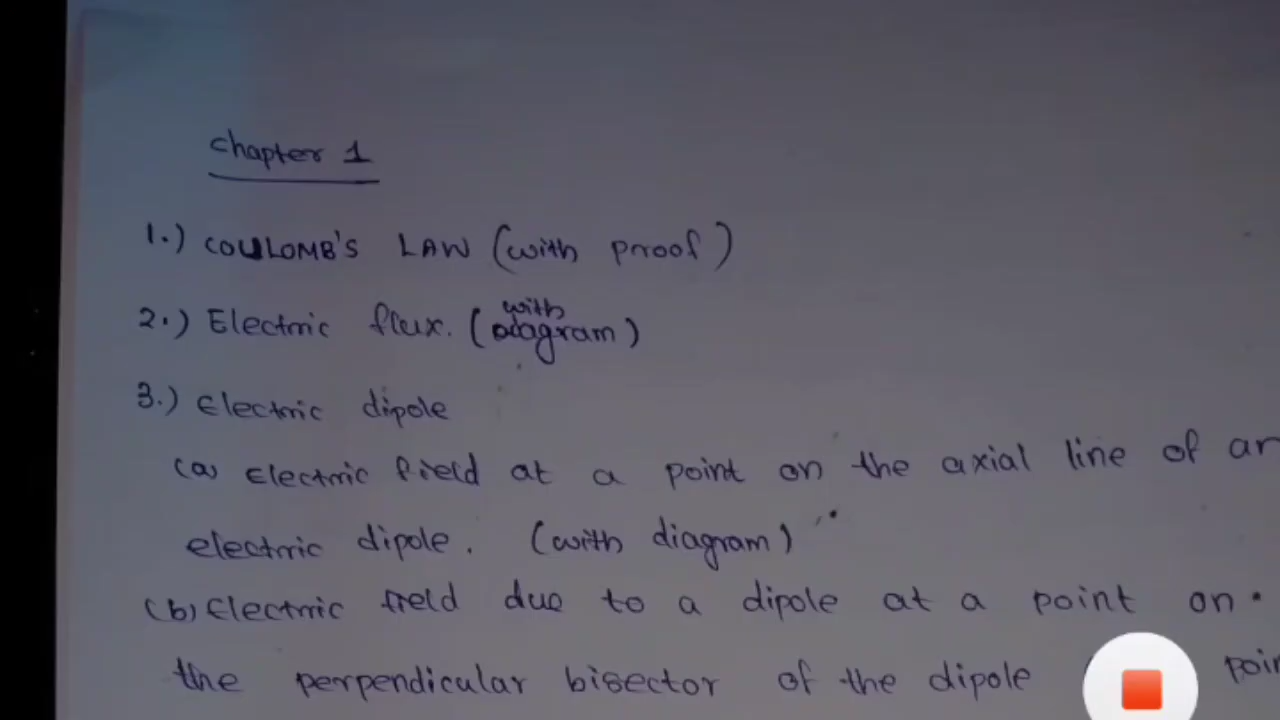 Chapter 1
1.) COULOMB'S LAW (with proof)
2.) Electric flux. (with diagram)
3.) Electric dipole
(a) Electric field at a point on the axial line of an
electric dipole. (with diagram)
(b) Electric field due to a dipole at a point on
the perpendicular bisector of the dipole